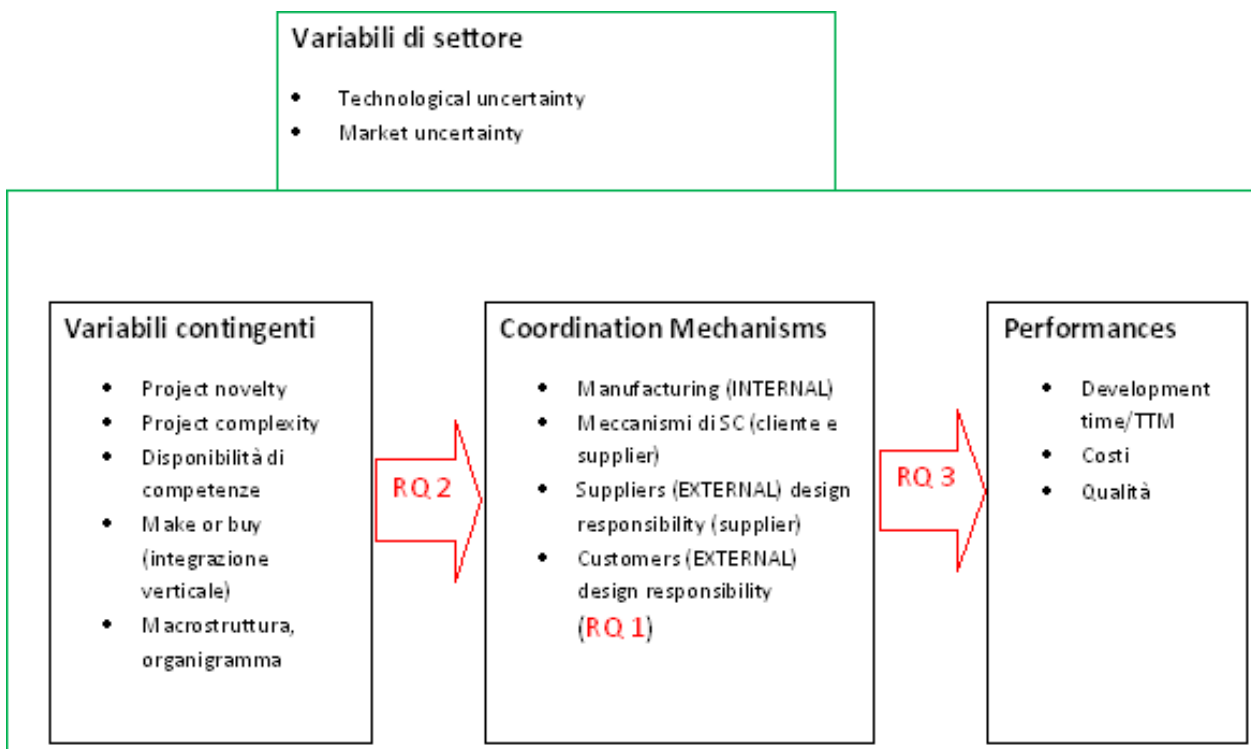 Variabili di settore
• Technological uncertainty
• Market uncertainty
Variabili contingenti
• Project novelty
• Project complexity
• Disponibilità di
competenze
• Make or buy
(integrazione
verticale)
• Macrostruttura,
organigramma
RQ 2
Coordination Mechanisms
• Manufacturing (INTERNAL)
• Meccanismi di SC (cliente e
supplier)
• Suppliers (EXTERNAL) design
responsibility (supplier)
• Customers (EXTERNAL)
design responsibility
(RQ 1)
RQ 3
Performances
• Development
time/TTM
• Costi
• Qualità